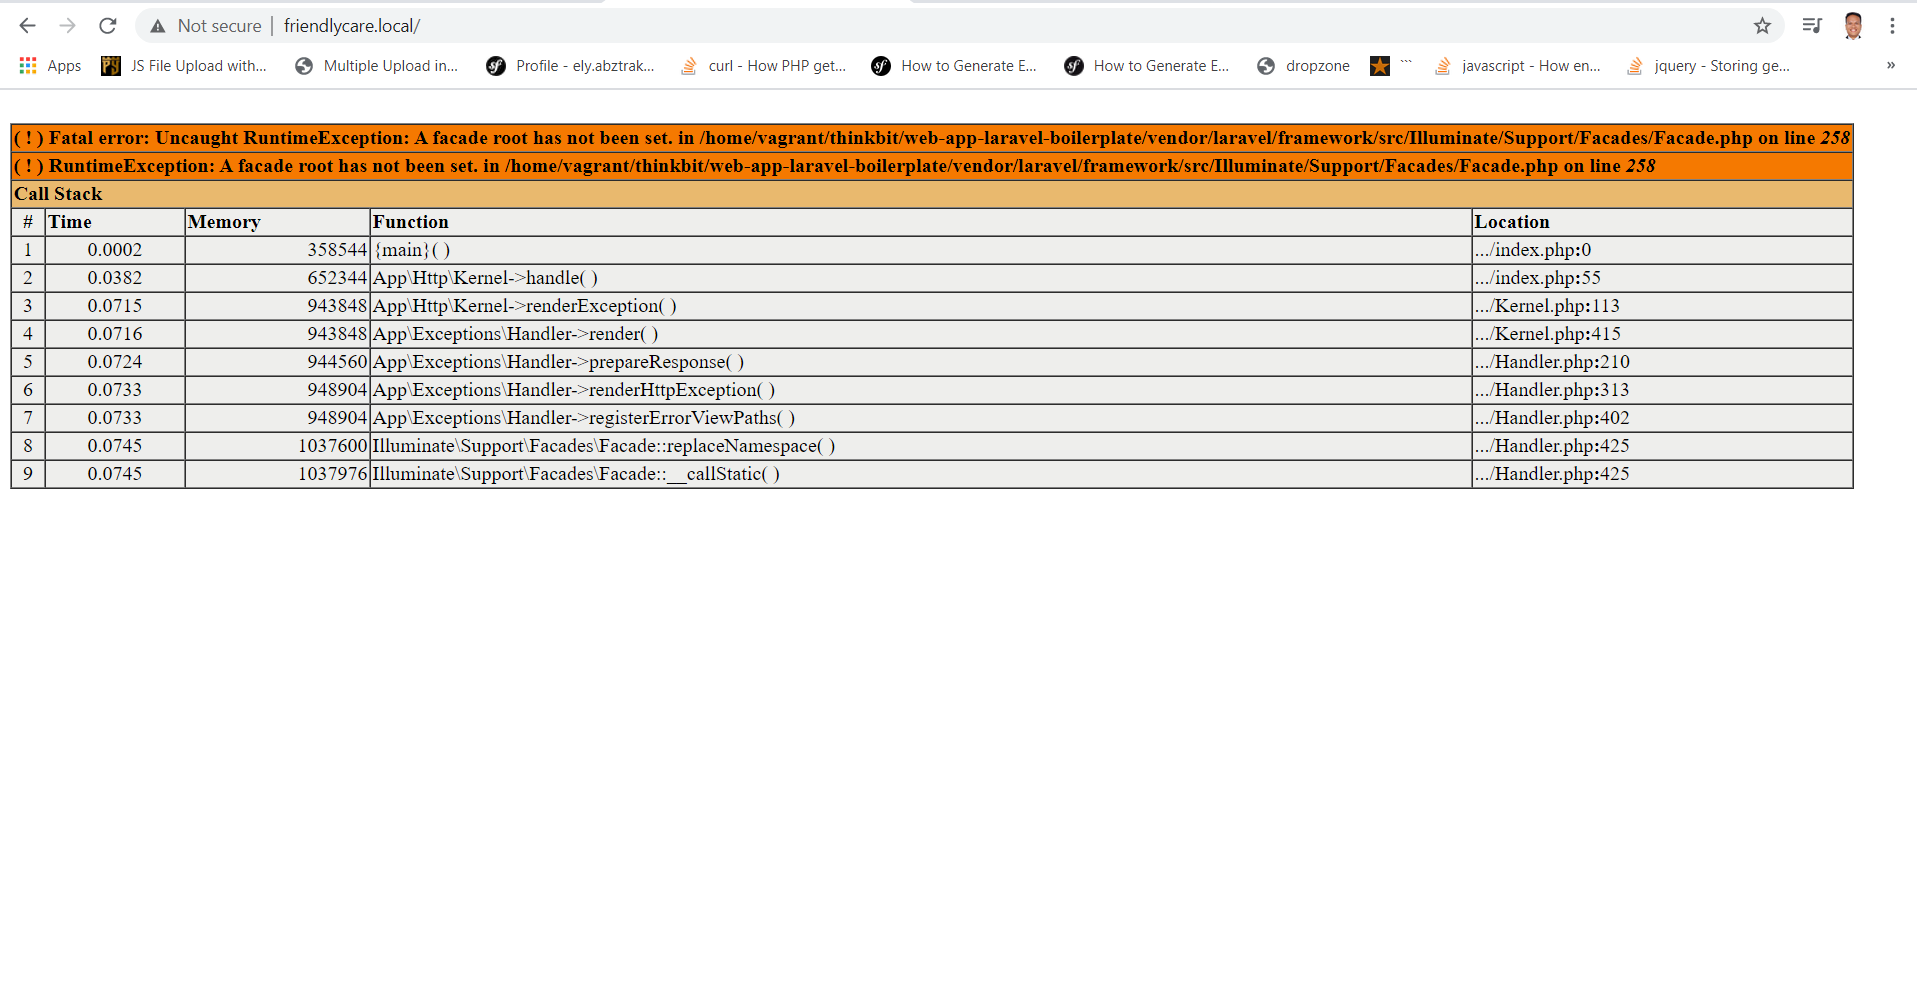 Not secure | friendlycare.local/
Apps JS File Upload with... Multiple Upload in... Profile - ely.abztrak... curl - How PHP get... How to Generate E... How to Generate E... dropzone ``` javascript - How en... jquery - Storing ge... »
( ! ) Fatal error: Uncaught RuntimeException: A facade root has not been set. in /home/vagrant/thinkbit/web-app-laravel-boilerplate/vendor/laravel/framework/src/Illuminate/Support/Facades/Facade.php on line 258
( ! ) RuntimeException: A facade root has not been set. in /home/vagrant/thinkbit/web-app-laravel-boilerplate/vendor/laravel/framework/src/Illuminate/Support/Facades/Facade.php on line 258
Call Stack
# Time Memory Function Location
1 0.0002 358544 {main}( ) .../index.php:0
2 0.0382 652344 App\Http\Kernel->handle( ) .../index.php:55
3 0.0715 943848 App\Http\Kernel->renderException( ) .../Kernel.php:113
4 0.0716 943848 App\Exceptions\Handler->render( ) .../Kernel.php:415
5 0.0724 944560 App\Exceptions\Handler->prepareResponse( ) .../Handler.php:210
6 0.0733 948904 App\Exceptions\Handler->renderHttpException( ) .../Handler.php:313
7 0.0733 948904 App\Exceptions\Handler->registerErrorViewPaths( ) .../Handler.php:402
8 0.0745 1037600 Illuminate\Support\Facades\Facade::replaceNamespace( ) .../Handler.php:425
9 0.0745 1037976 Illuminate\Support\Facades\Facade::__callStatic( ) .../Handler.php:425